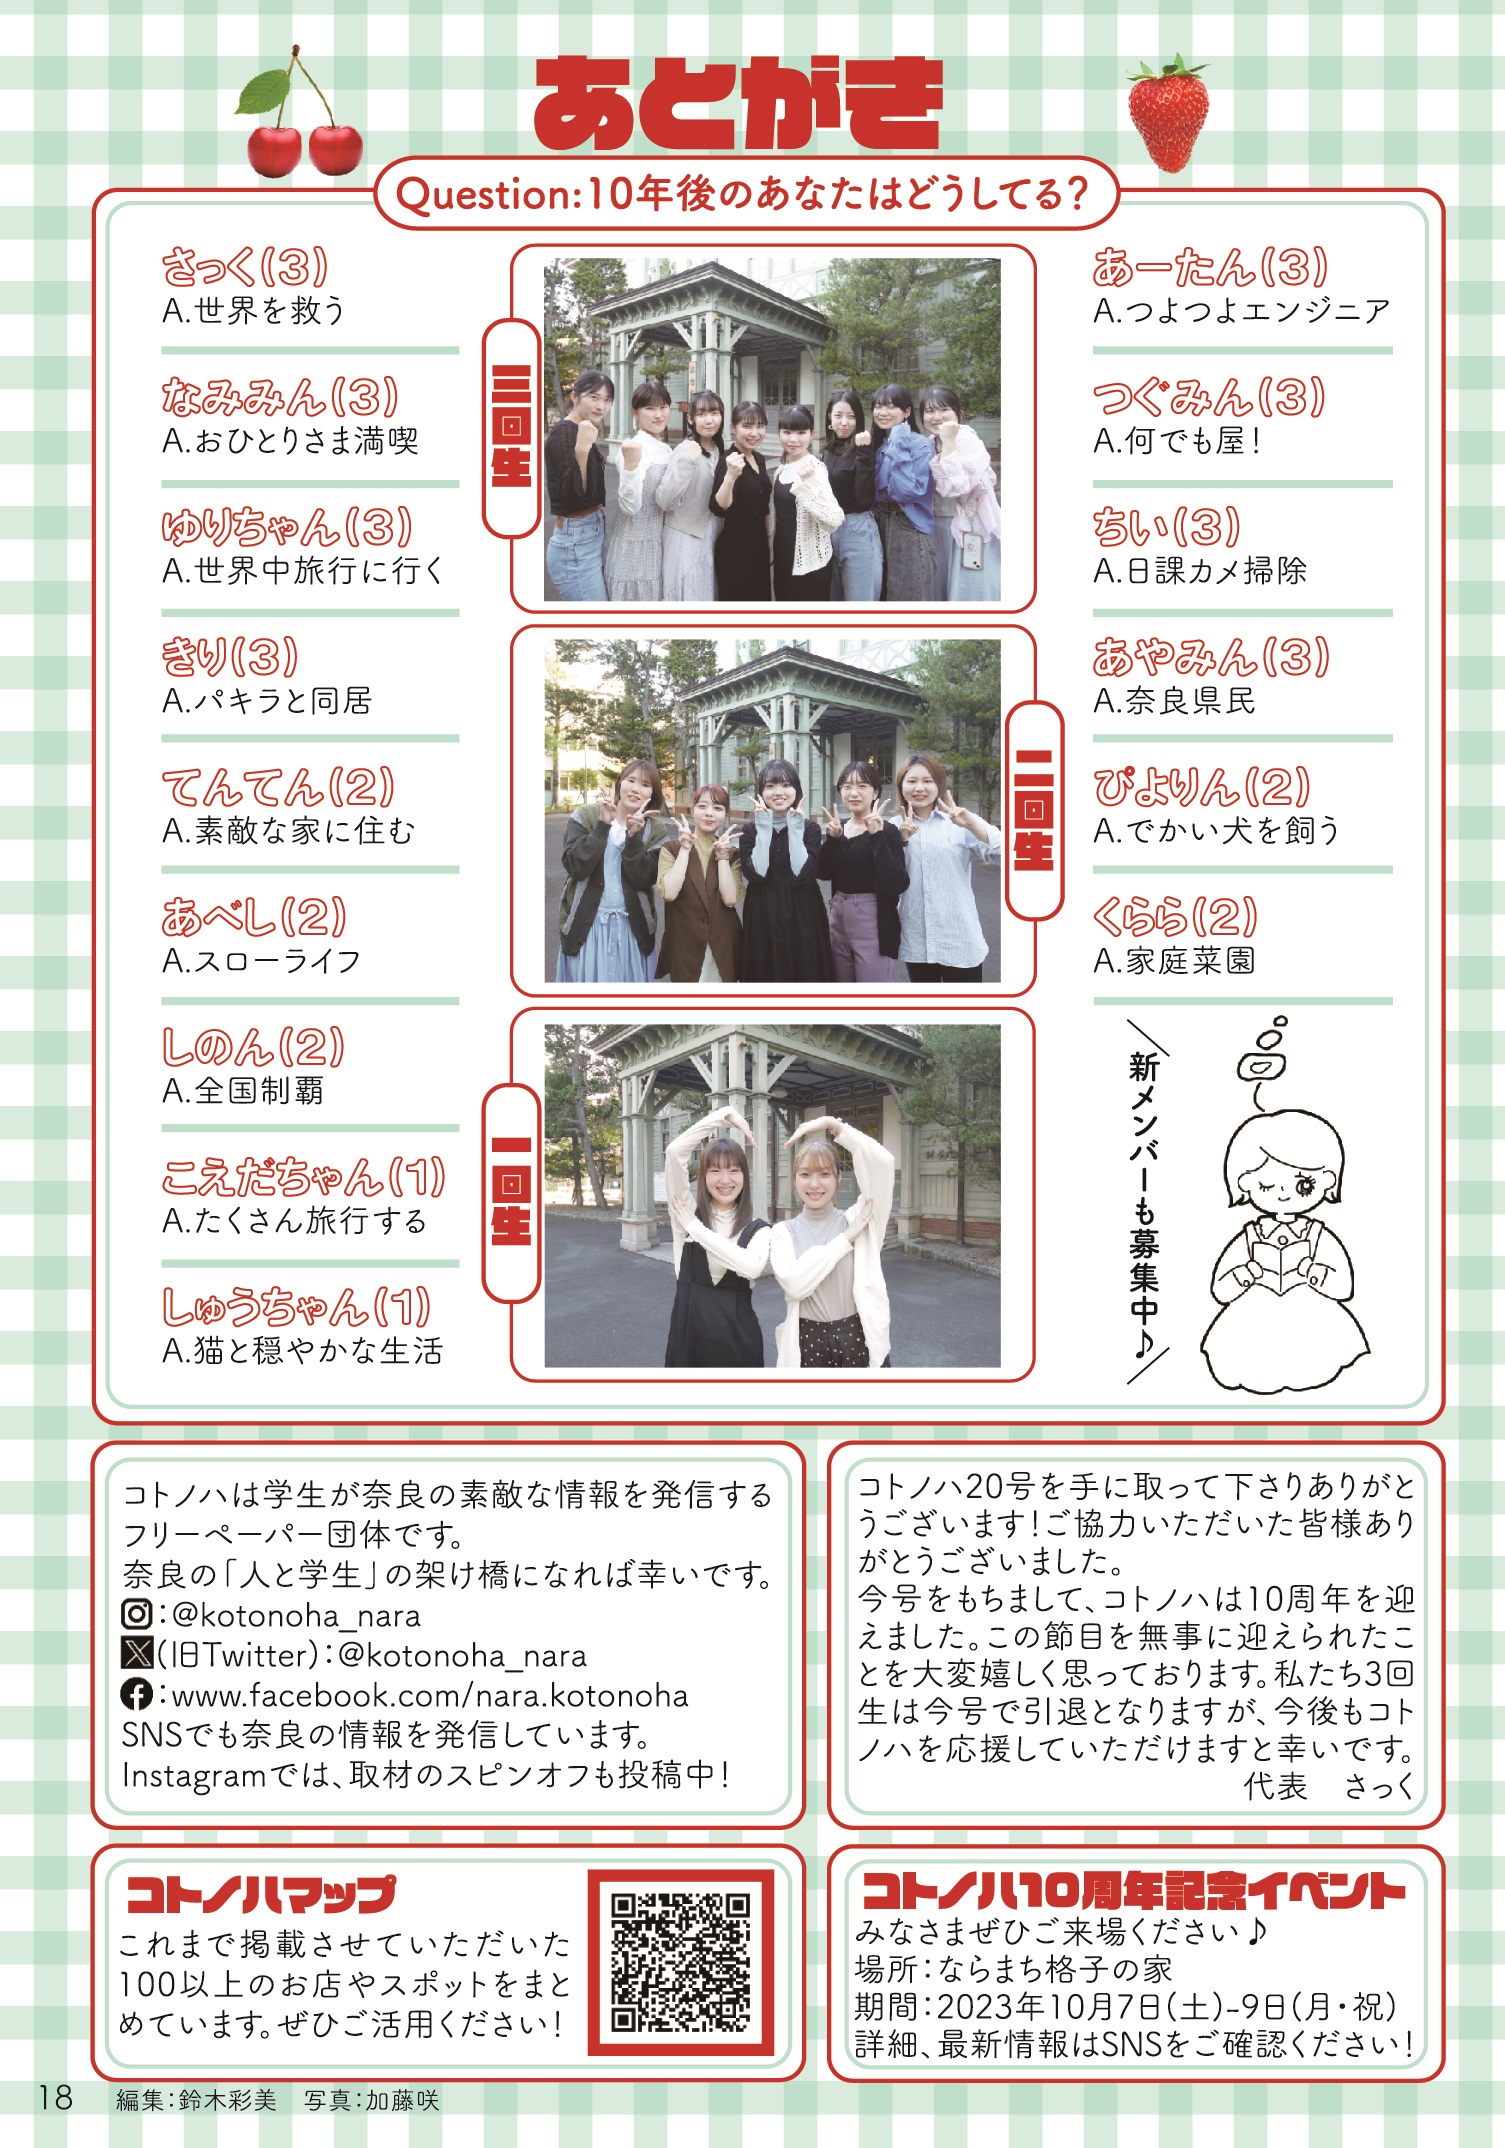 あとがき
Question:10年後のあなたはどうしてる?
さっく(3)
A.世界を救う
なみみん(3)
A.おひとりさま満喫
ゆりちゃん(3)
A.世界中旅行に行く
きり(3)
A.パキラと同居
てんてん(2)
A.素敵な家に住む
あべし(2)
A.スローライフ
しのん(2)
A.全国制覇
こえだちゃん(1)
A.たくさん旅行する
しゅうちゃん(1)
A.猫と穏やかな生活
三回生
二回生
一回生
あーたん(3)
A.つよつよエンジニア
つぐみん(3)
A.何でも屋!
ちい(3)
A.日課カメ掃除
あやみん(3)
A.奈良県民
ぴよりん(2)
A.でかい犬を飼う
くらら(2)
A.家庭菜園
新メンバーも募集中♪
コトノハは学生が奈良の素敵な情報を発信する
フリーペーパー団体です。
奈良の「人と学生」の架け橋になれば幸いです。
:@kotonoha_nara
(旧Twitter):@kotonoha_nara
:www.facebook.com/nara.kotonoha
SNSでも奈良の情報を発信しています。
Instagramでは、取材のスピンオフも投稿中!
コトノハ20号を手に取って下さりありがと
うございます!ご協力いただいた皆様あり
がとうございました。
今号をもちまして、コトノハは10周年を迎
えました。この節目を無事に迎えられたこ
とを大変嬉しく思っております。私たち3回
生は今号で引退となりますが、今後もコト
ノハを応援していただけますと幸いです。
代表　さっく
コトノハマップ
これまで掲載させていただいた
100以上のお店やスポットをまと
めています。ぜひご活用ください!
コトノハ10周年記念イベント
みなさまぜひご来場ください♪
場所:ならまち格子の家
期間:2023年10月7日(土)-9日(月・祝)
詳細、最新情報はSNSをご確認ください!
18　編集:鈴木彩美　写真:加藤咲